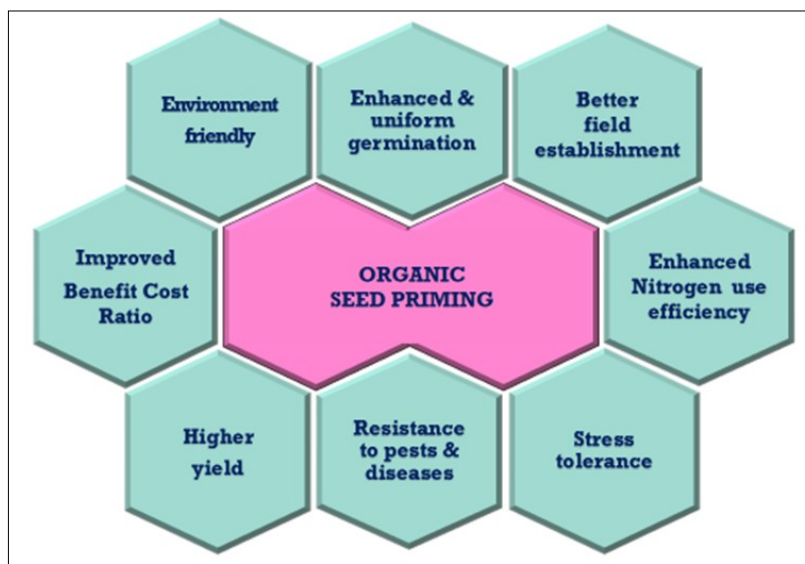 Environment
friendly
Enhanced &
uniform
germination
Better
field
establishment
Improved
Benefit Cost
Ratio
ORGANIC
SEED PRIMING
Enhanced
Nitrogen use
efficiency
Higher
yield
Resistance
to pests &
diseases
Stress
tolerance